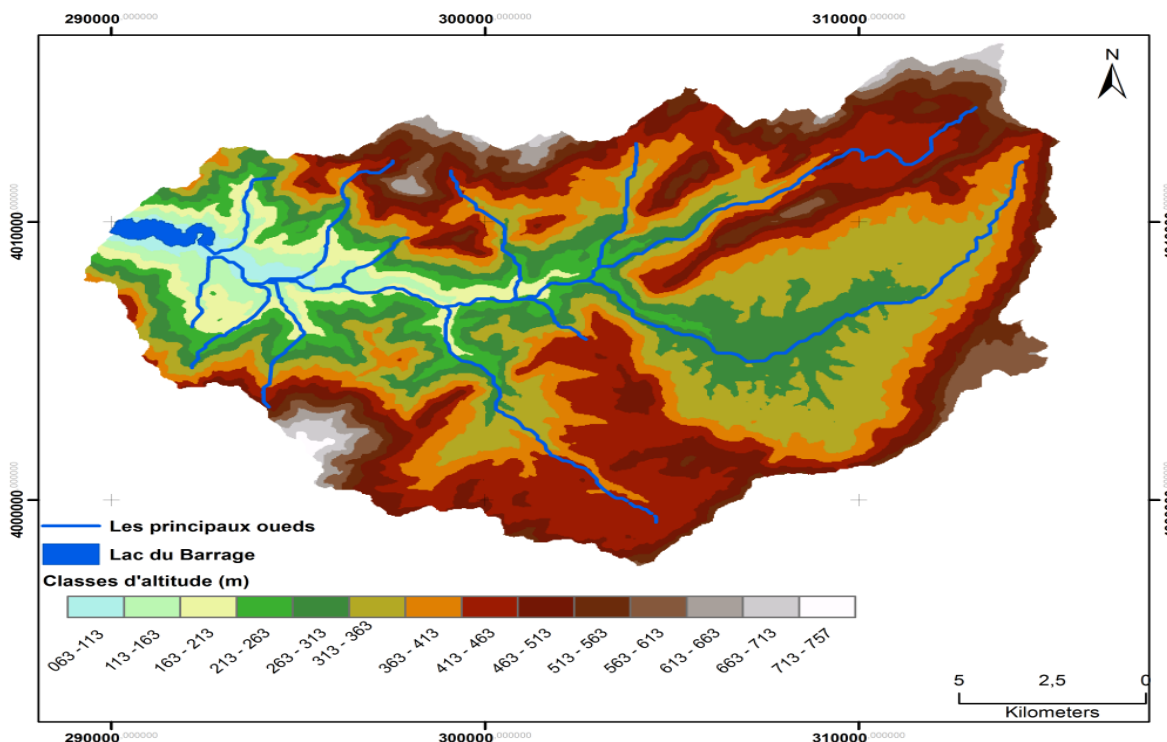 290000,000000 300000,000000 310000,000000
N
4010000,000000
4000000,000000
Les principaux oueds
Lac du Barrage
Classes d'altitude (m)
063 -113 113 -163 163 - 213 213 - 263 263 - 313 313 - 363 363 - 413 413 - 463 463 - 513 513 - 563 563 - 613 613 - 663 663 - 713 713 - 757
5 2,5 0
Kilometers
290000,000000 300000,000000 310000,000000